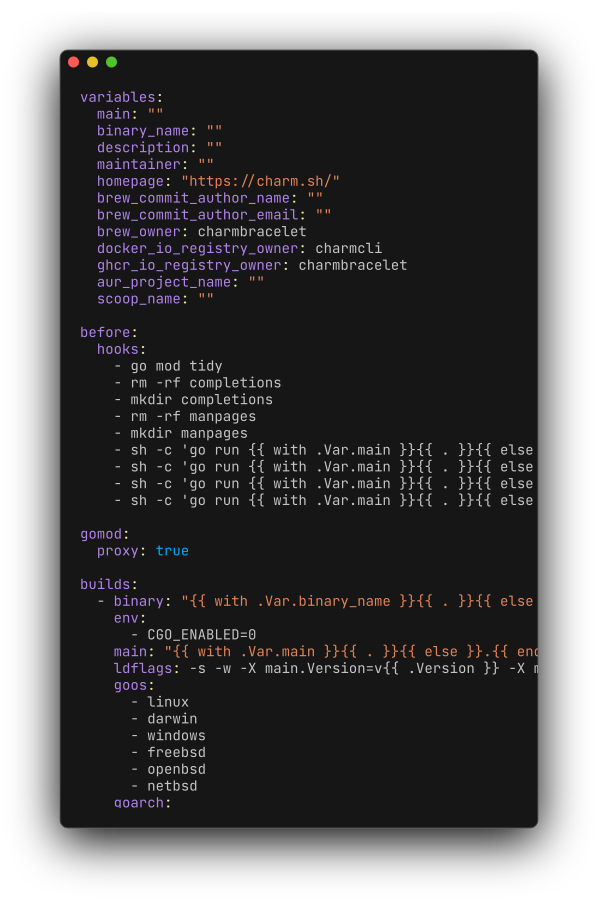 variables:
  main: ""
  binary_name: ""
  description: ""
  maintainer: ""
  homepage: "https://charm.sh/"
  brew_commit_author_name: ""
  brew_commit_author_email: ""
  brew_owner: charmbracelet
  docker_io_registry_owner: charmcli
  ghcr_io_registry_owner: charmbracelet
  aur_project_name: ""
  scoop_name: ""

before:
  hooks:
    - go mod tidy
    - rm -rf completions
    - mkdir completions
    - rm -rf manpages
    - mkdir manpages
    - sh -c 'go run {{ with .Var.main }}{{ . }}{{ else
    - sh -c 'go run {{ with .Var.main }}{{ . }}{{ else
    - sh -c 'go run {{ with .Var.main }}{{ . }}{{ else
    - sh -c 'go run {{ with .Var.main }}{{ . }}{{ else

gomod:
  proxy: true

builds:
  - binary: "{{ with .Var.binary_name }}{{ . }}{{ else
    env:
      - CGO_ENABLED=0
    main: "{{ with .Var.main }}{{ . }}{{ else }}.{{ end
    ldflags: -s -w -X main.Version=v{{ .Version }} -X
    goos:
      - linux
      - darwin
      - windows
      - freebsd
      - openbsd
      - netbsd
    goarch: